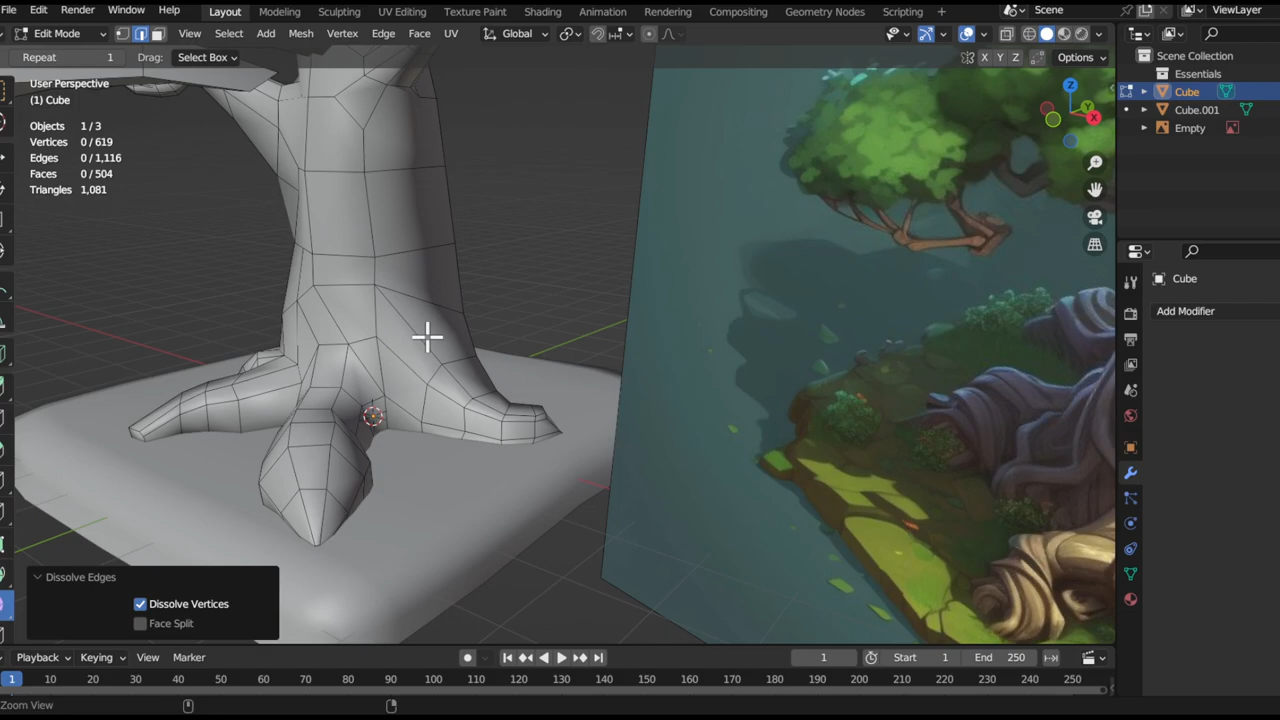 File Edit Render Window Help Layout Modeling Sculpting UV Editing Texture Paint Shading Animation Rendering Compositing Geometry Nodes Scripting + Scene ViewLayer
Edit Mode View Select Add Mesh Vertex Edge Face UV Global
Repeat 1 Drag: Select Box X Y Z Options
User Perspective
(1) Cube
Objects 1 / 3
Vertices 0 / 619
Edges 0 / 1,116
Faces 0 / 504
Triangles 1,081
Z
Y
X
Scene Collection
Essentials
Cube
Cube.001
Empty
Cube
Add Modifier
Dissolve Edges
Dissolve Vertices
Face Split
Playback Keying View Marker 1 Start 1 End 250
1 10 20 30 40 50 60 70 80 90 100 110 120 130 140 150 160 170 180 190 200 210 220 230 240 250
Zoom View